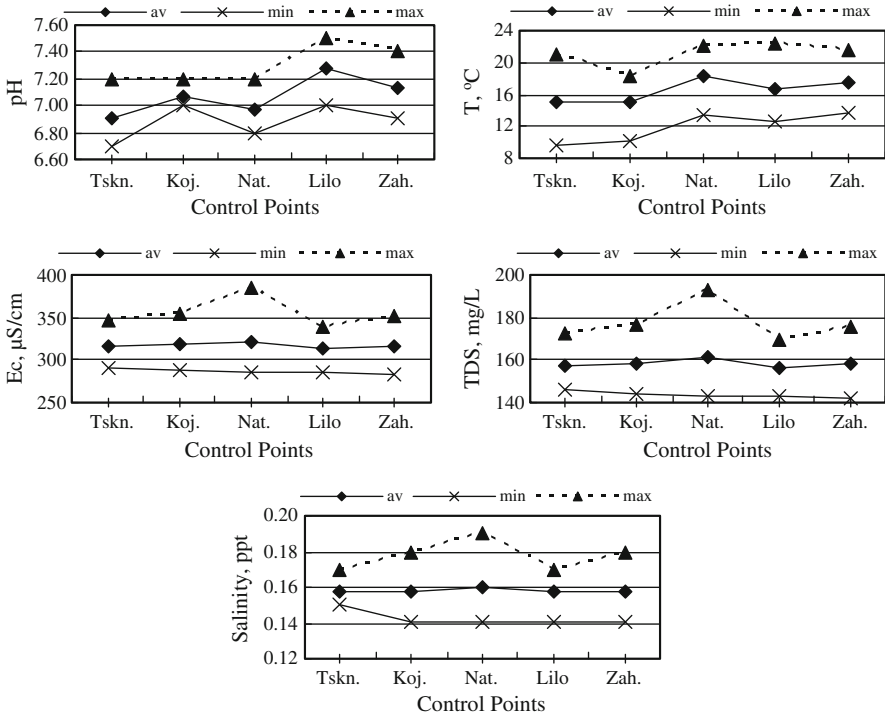 av min max
7.60
7.40
7.20
7.00
6.80
6.60
pH
Tskn. Koj. Nat. Lilo Zah.
Control Points
av min max
24
20
16
12
8
T, ºC
Tskn. Koj. Nat. Lilo Zah.
Control Points
av min max
400
350
300
250
Ec, µS/cm
Tskn. Koj. Nat. Lilo Zah.
Control Points
av min max
200
180
160
140
TDS, mg/L
Tskn. Koj. Nat. Lilo Zah.
Control Points
av min max
0.20
0.18
0.16
0.14
0.12
Salinity, ppt
Tskn. Koj. Nat. Lilo Zah.
Control Points